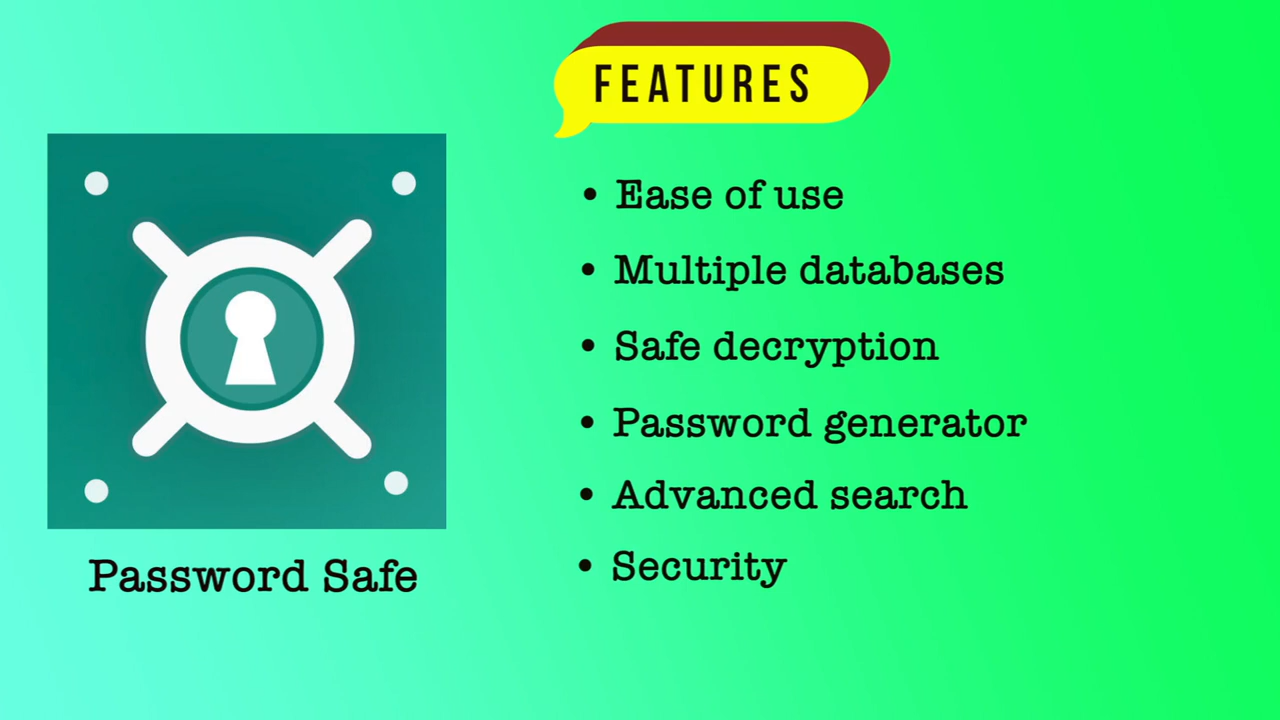 FEATURES
• Ease of use
• Multiple databases
• Safe decryption
• Password generator
• Advanced search
• Security
Password Safe